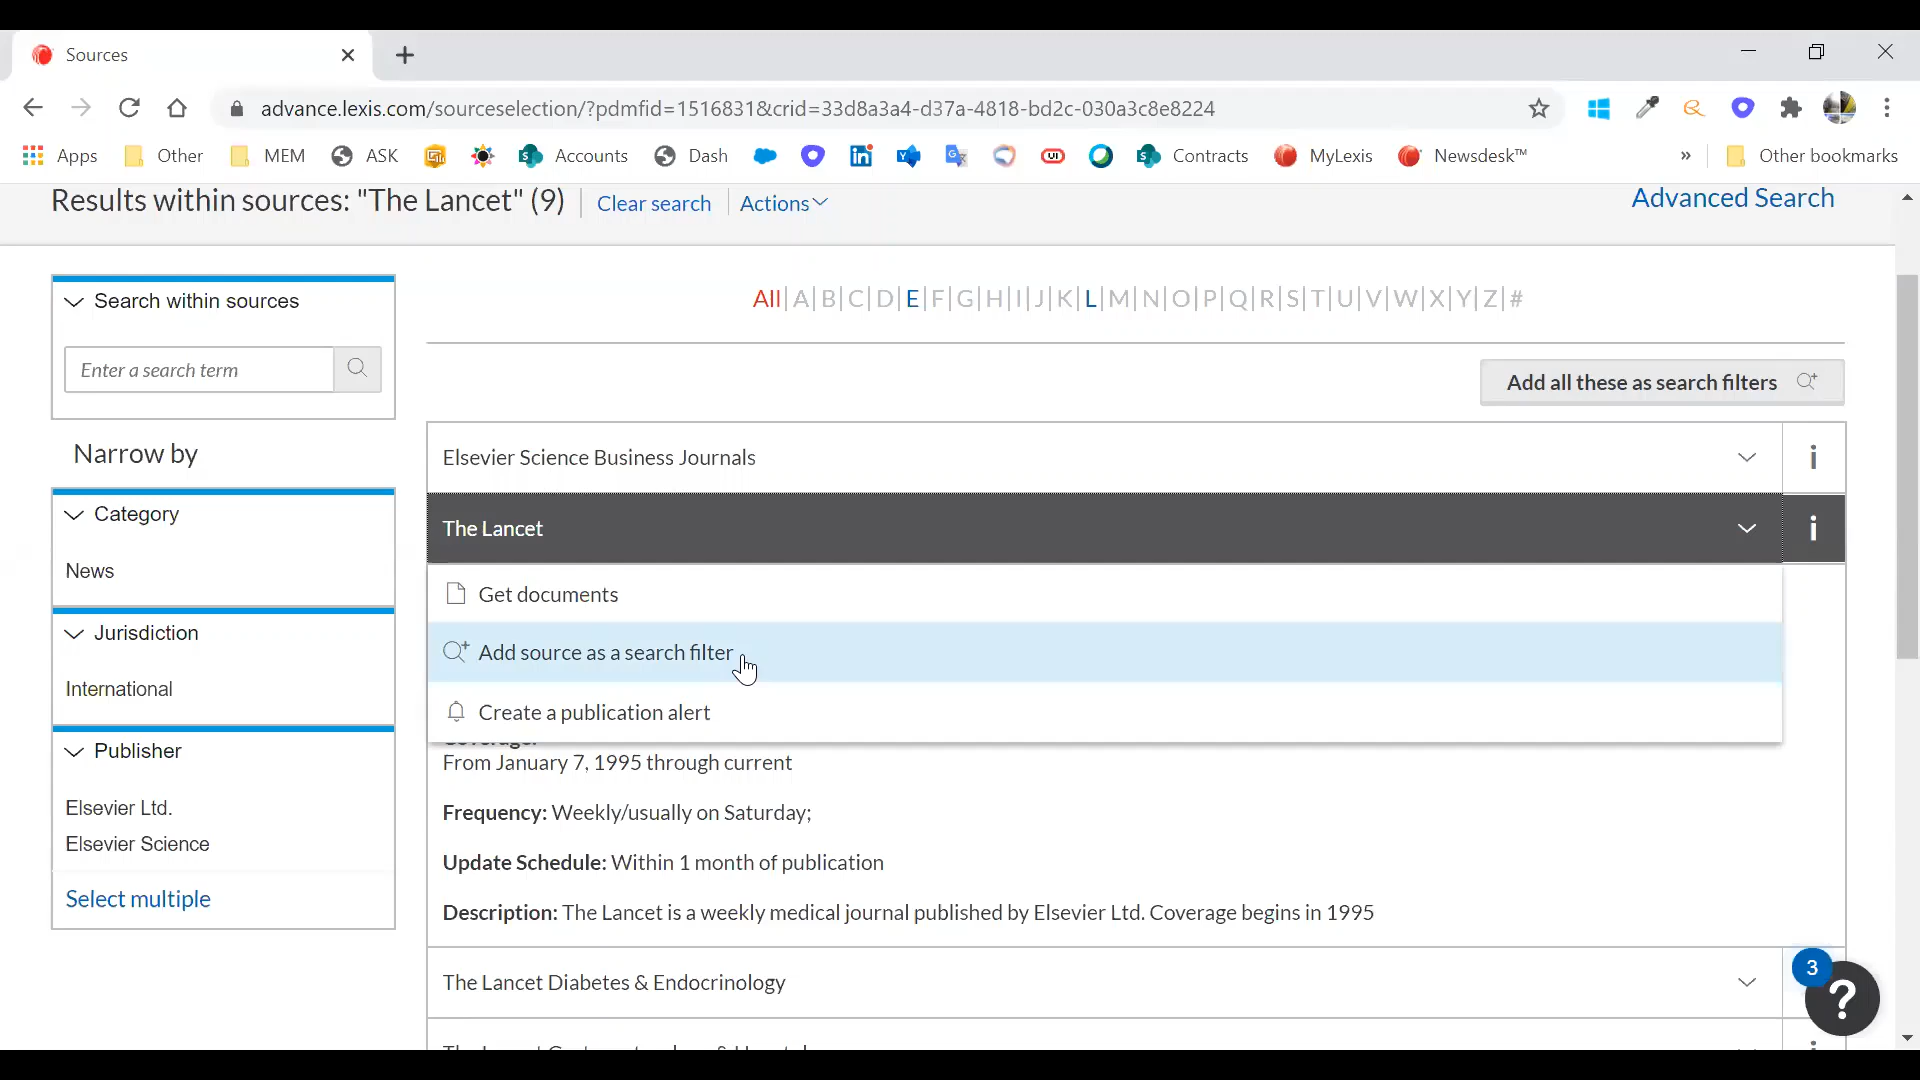 Sources
advance.lexis.com/sourceselection/?pdmfid=1516831&crid=33d8a3a4-d37a-4818-bd2c-030a3c8e8224
Apps Other MEM ASK Accounts Dash Contracts MyLexis Newsdesk™ » Other bookmarks
Results within sources: "The Lancet" (9) Clear search Actions Advanced Search
Search within sources
Enter a search term
All|A|B|C|D|E|F|G|H|I|J|K|L|M|N|O|P|Q|R|S|T|U|V|W|X|Y|Z|#
Add all these as search filters
Narrow by
Category
News
Jurisdiction
International
Publisher
Elsevier Ltd.
Elsevier Science
Select multiple
Elsevier Science Business Journals i
The Lancet i
Get documents
Add source as a search filter
Create a publication alert
From January 7, 1995 through current
Frequency: Weekly/usually on Saturday;
Update Schedule: Within 1 month of publication
Description: The Lancet is a weekly medical journal published by Elsevier Ltd. Coverage begins in 1995
The Lancet Diabetes & Endocrinology
3
?